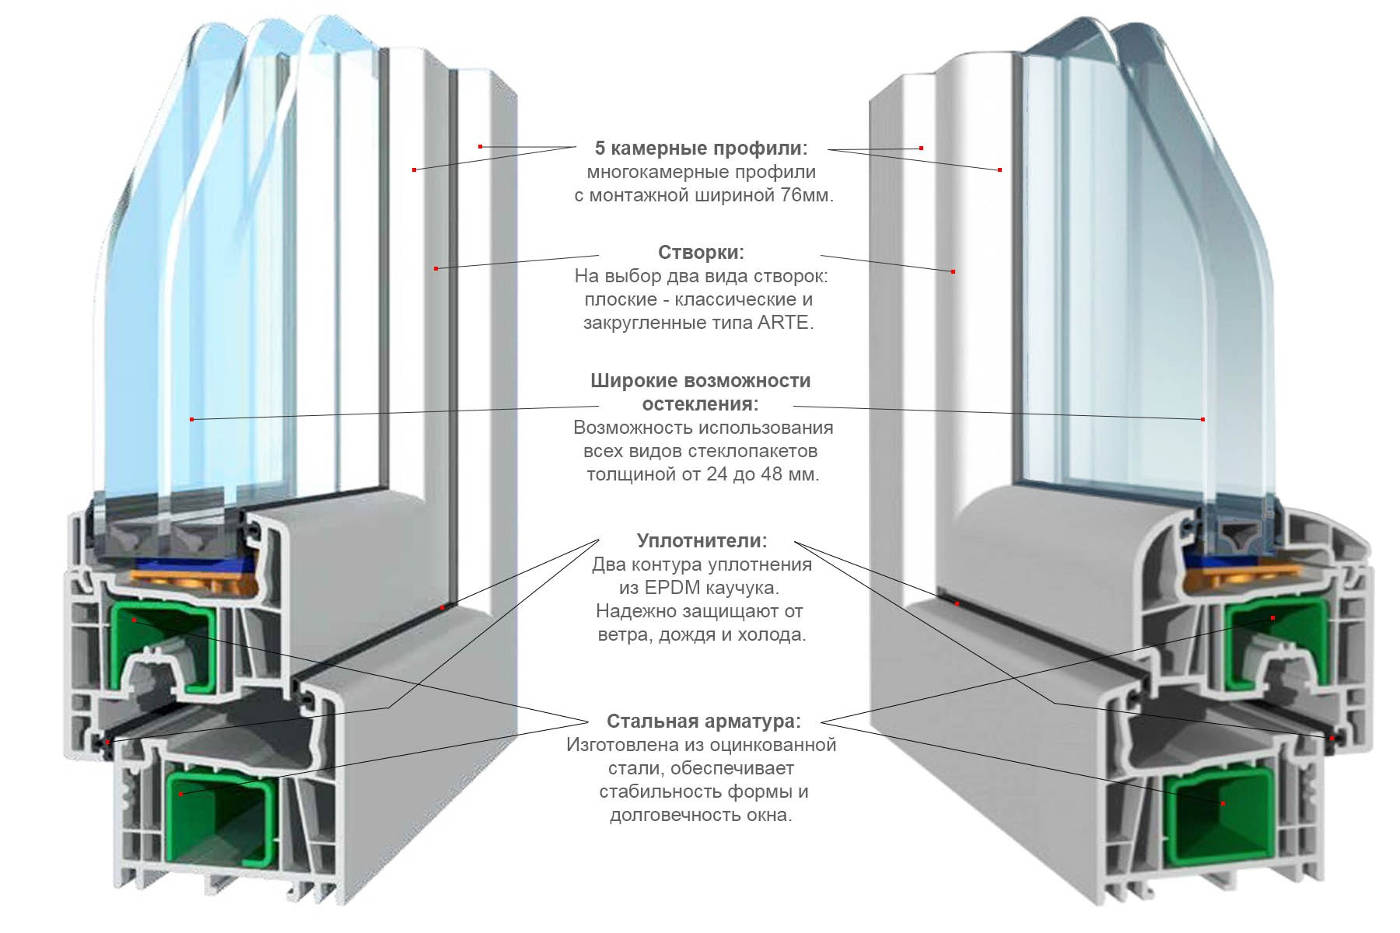 5 камерные профили:
многокамерные профили
с монтажной шириной 76мм.
Створки:
На выбор два вида створок:
плоские - классические и
закругленные типа ARTE.
Широкие возможности
остекления:
Возможность использования
всех видов стеклопакетов
толщиной от 24 до 48 мм.
Уплотнители:
Два контура уплотнения
из EPDM каучука.
Надежно защищают от
ветра, дождя и холода.
Стальная арматура:
Изготовлена из оцинкованной
стали, обеспечивает
стабильность формы и
долговечность окна.